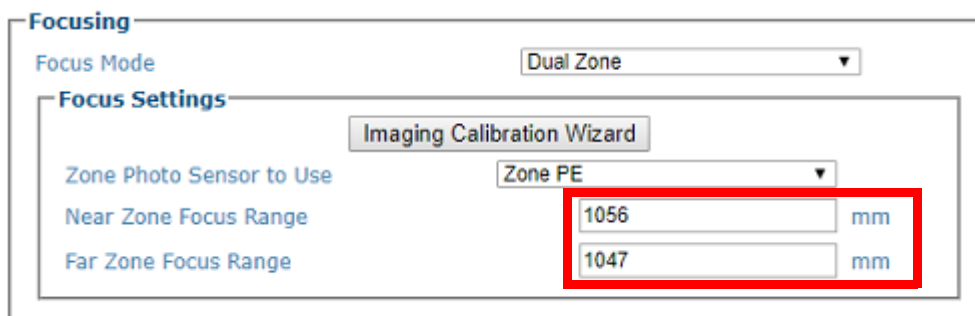 Focusing
Focus Mode Dual Zone
Focus Settings
Imaging Calibration Wizard
Zone Photo Sensor to Use Zone PE
Near Zone Focus Range 1056 mm
Far Zone Focus Range 1047 mm